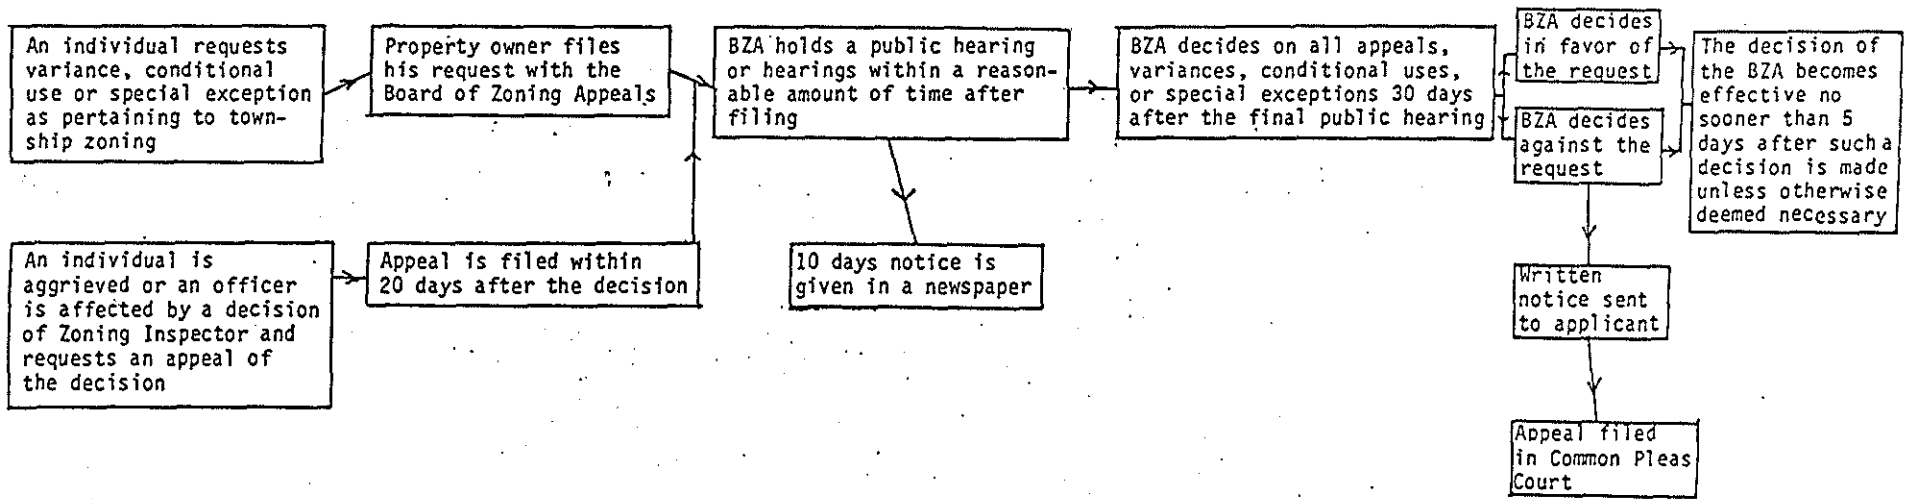 An individual requests
variance, conditional
use or special exception
as pertaining to town-
ship zoning
Property owner files
his request with the
Board of Zoning Appeals
BZA holds a public hearing
or hearings within a reason-
able amount of time after
filing
BZA decides on all appeals,
variances, conditional uses,
or special exceptions 30 days
after the final public hearing
BZA decides
in favor of
the request
BZA decides
against the
request
The decision of
the BZA becomes
effective no
sooner than 5
days after such a
decision is made
unless otherwise
deemed necessary
An individual is
aggrieved or an officer
is affected by a decision
of Zoning Inspector and
requests an appeal of
the decision
Appeal is filed within
20 days after the decision
10 days notice is
given in a newspaper
Written
notice sent
to applicant
Appeal filed
in Common Pleas
Court